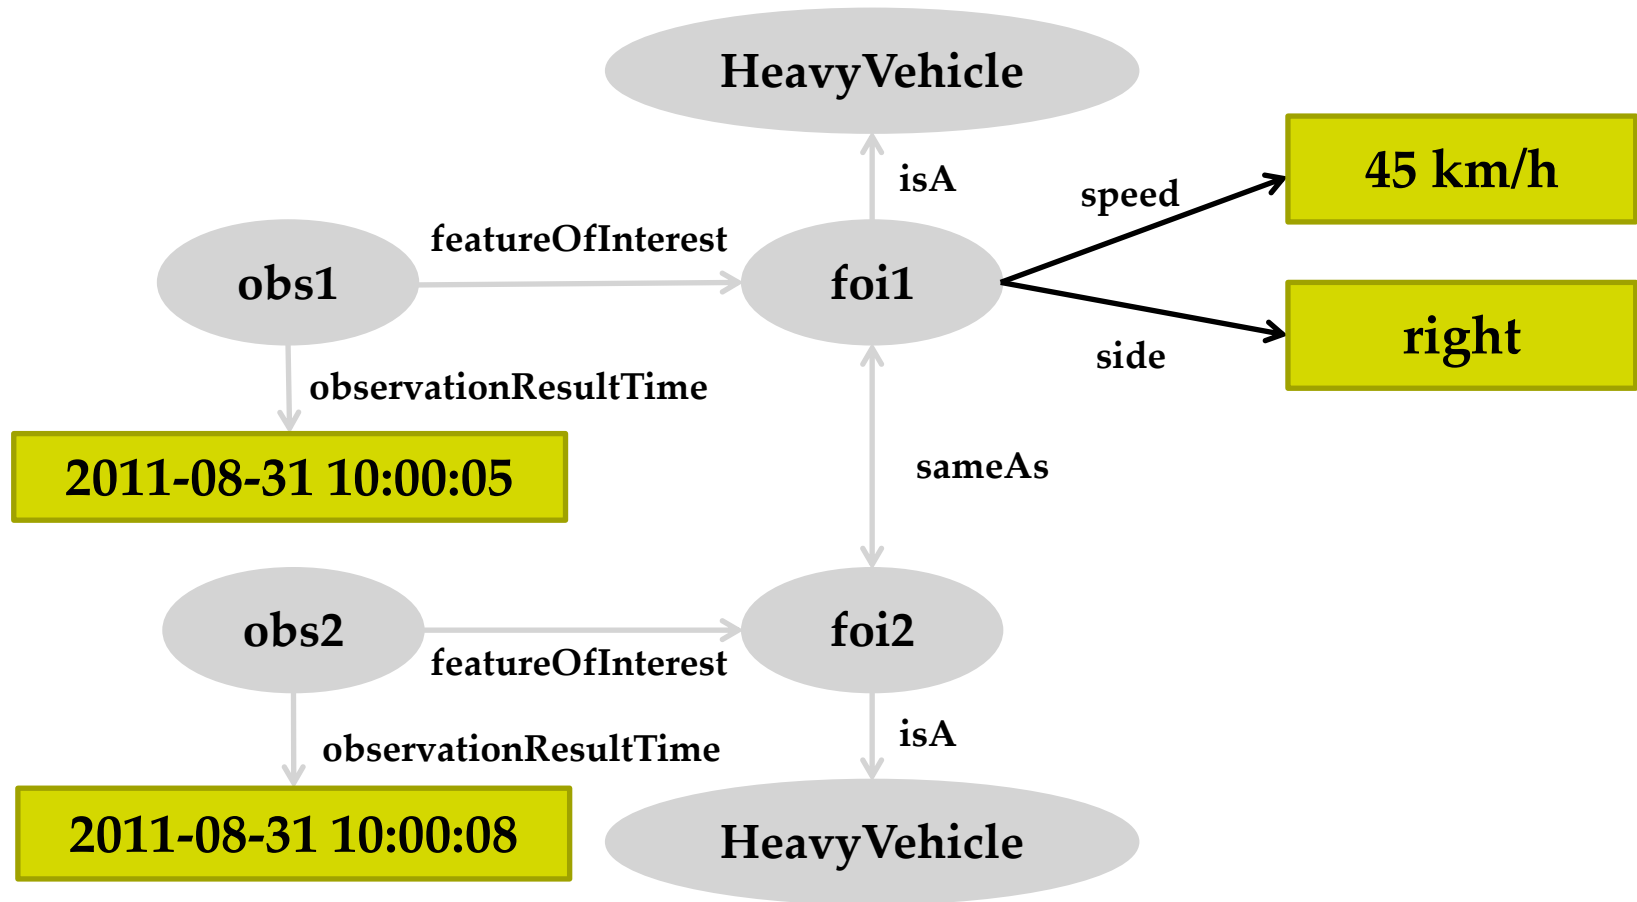 HeavyVehicle
isA
speed
45 km/h
featureOfInterest
obs1
foi1
side
right
observationResultTime
2011-08-31 10:00:05
sameAs
obs2
foi2
featureOfInterest
isA
observationResultTime
2011-08-31 10:00:08
HeavyVehicle